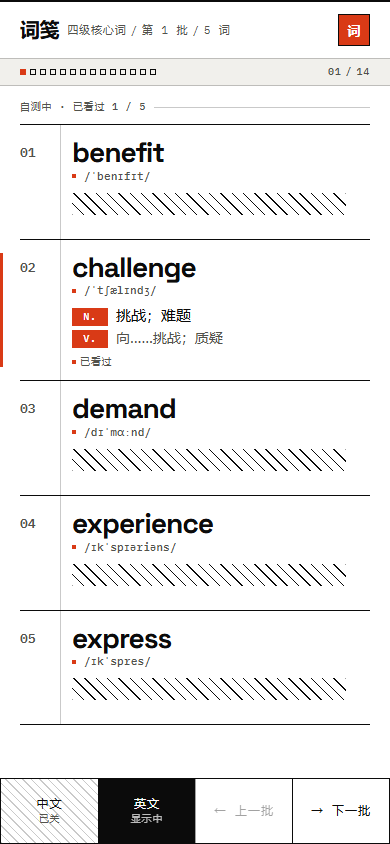 词笺 四级核心词 / 第 1 批 / 5 词 词
01 / 14
自测中 · 已看过 1 / 5
01 benefit
/ˈbenɪfɪt/
02 challenge
/ˈtʃælɪndʒ/
N. 挑战；难题
V. 向……挑战；质疑
已看过
03 demand
/dɪˈmɑːnd/
04 experience
/ɪkˈspɪəriəns/
05 express
/ɪkˈspres/
中文 英文 ← 上一批 → 下一批
已关 显示中